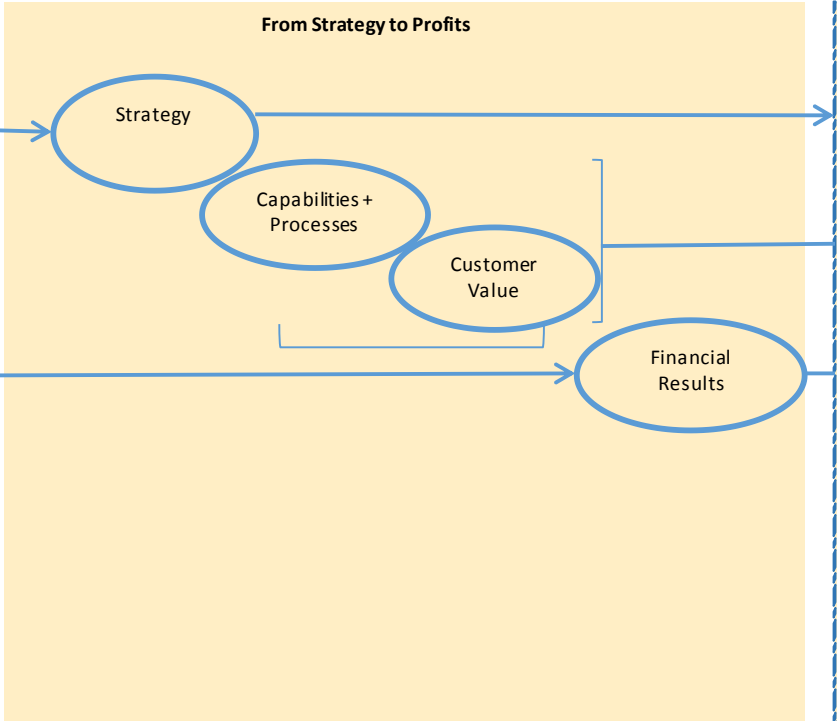 From Strategy to Profits
Strategy
Capabilities +
Processes
Customer
Value
Financial
Results